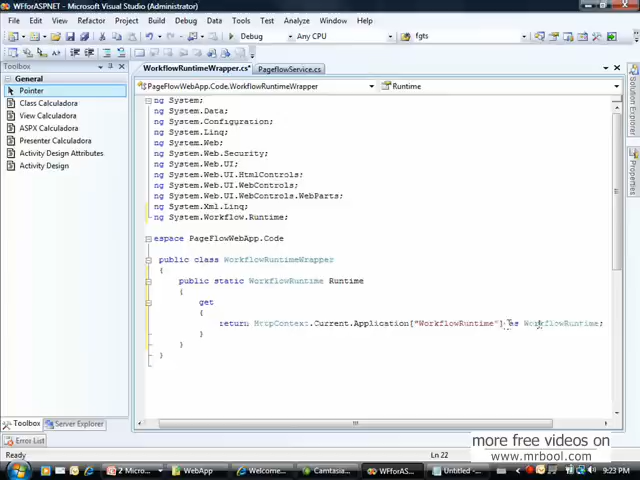 WFforASPNET - Microsoft Visual Studio (Administrator)
File Edit View Refactor Project Build Debug Data Tools Test Analyze Window Help
Debug Any CPU fgts
Toolbox
WorkflowRuntimeWrapper.cs* PageflowService.cs
General
Pointer
Class Calculadora
View Calculadora
ASPX Calculadora
Presenter Calculadora
Activity Design Attributes
Activity Design
PageFlowWebApp.Code.WorkflowRuntimeWrapper Runtime
ng System;
ng System.Data;
ng System.Configuration;
ng System.Linq;
ng System.Web;
ng System.Web.Security;
ng System.Web.UI;
ng System.Web.UI.HtmlControls;
ng System.Web.UI.WebControls;
ng System.Web.UI.WebControls.WebParts;
ng System.Xml.Linq;
ng System.Workflow.Runtime;
espace PageFlowWebApp.Code
public class WorkflowRuntimeWrapper
{
public static WorkflowRuntime Runtime
{
get
{
return HttpContext.Current.Application["WorkflowRuntime"] as WorkflowRuntime;
}
}
}
Solution Explorer
Properties
Toolbox Server Explorer
Error List
Ready Ln 22
more free videos on
www.mrbool.com
2 Micros... WebApp Welcome... Camtasia... WFforAS... Untitled - ... 9:23 PM